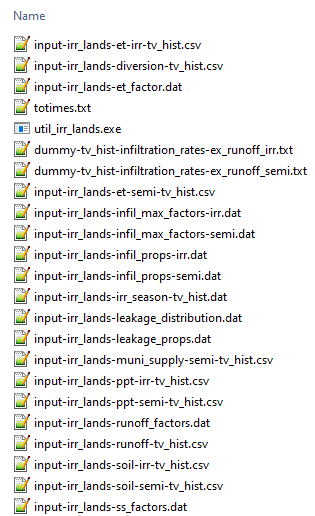 Name
input-irr_lands-et-irr-tv_hist.csv
input-irr_lands-diversion-tv_hist.csv
input-irr_lands-et_factor.dat
totimes.txt
util_irr_lands.exe
dummy-tv_hist-infiltration_rates-ex_runoff_irr.txt
dummy-tv_hist-infiltration_rates-ex_runoff_semi.txt
input-irr_lands-et-semi-tv_hist.csv
input-irr_lands-infil_max_factors-irr.dat
input-irr_lands-infil_max_factors-semi.dat
input-irr_lands-infil_props-irr.dat
input-irr_lands-infil_props-semi.dat
input-irr_lands-irr_season-tv_hist.dat
input-irr_lands-leakage_distribution.dat
input-irr_lands-leakage_props.dat
input-irr_lands-muni_supply-semi-tv_hist.csv
input-irr_lands-ppt-irr-tv_hist.csv
input-irr_lands-ppt-semi-tv_hist.csv
input-irr_lands-runoff_factors.dat
input-irr_lands-runoff-tv_hist.csv
input-irr_lands-soil-irr-tv_hist.csv
input-irr_lands-soil-semi-tv_hist.csv
input-irr_lands-ss_factors.dat